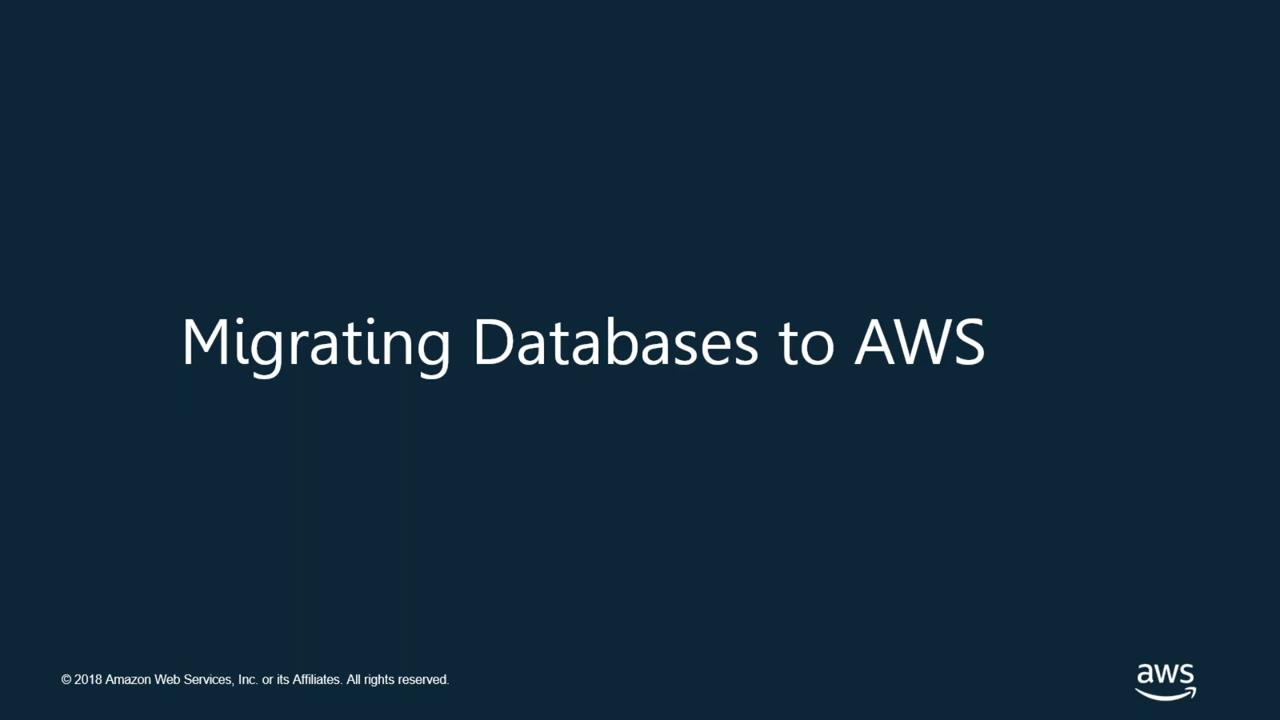 Migrating Databases to AWS
© 2018 Amazon Web Services, Inc. or its Affiliates. All rights reserved.
aws